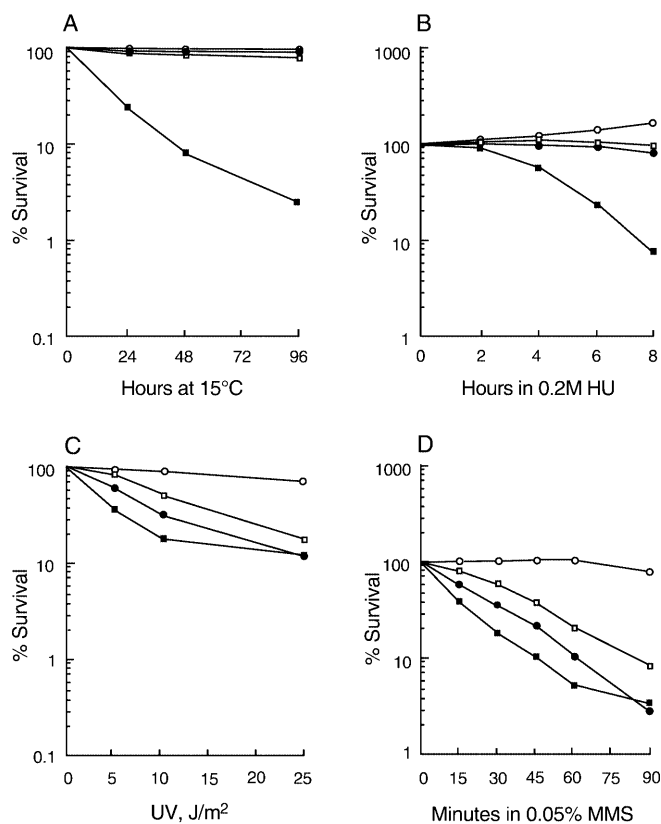 A
% Survival
100
10
1
0.1
0 24 48 72 96
Hours at 15°C
B
% Survival
1000
100
10
1
0 2 4 6 8
Hours in 0.2M HU
C
% Survival
100
10
1
0.1
0 5 10 15 20 25
UV, J/m²
D
% Survival
1000
100
10
1
0 15 30 45 60 75 90
Minutes in 0.05% MMS